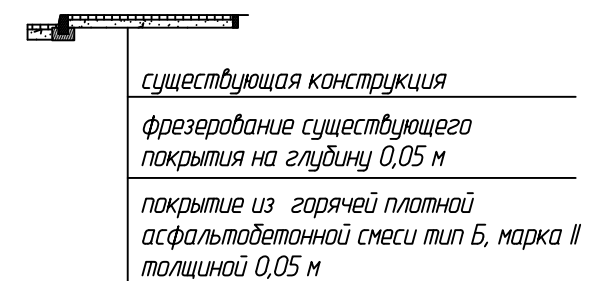 существующая конструкция
фрезерование существующего
покрытия на глубину 0,05 м
покрытие из горячей плотной
асфальтобетонной смеси тип Б, марка II
толщиной 0,05 м